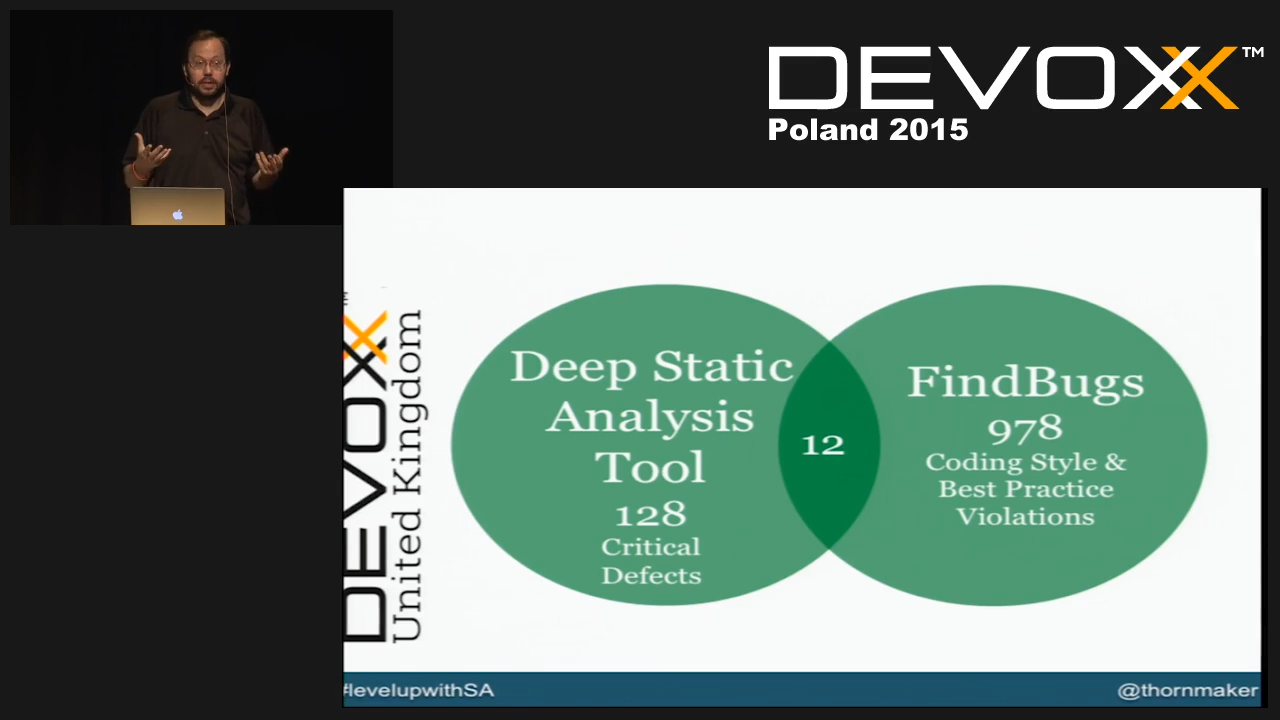 DEVOXX™
Poland 2015
DEVOXX™
United Kingdom
Deep Static
Analysis
Tool
128
Critical
Defects
12
FindBugs
978
Coding Style &
Best Practice
Violations
#levelupwithSA
@thornmaker